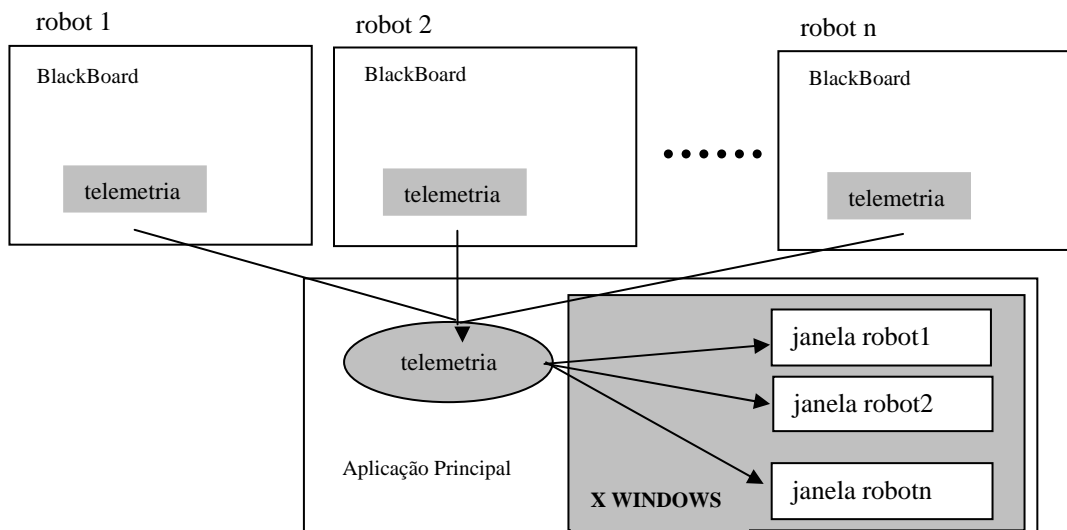 robot 1
robot 2
robot n
BlackBoard
BlackBoard
BlackBoard
telemetria
telemetria
telemetria
telemetria
janela robot1
janela robot2
janela robotn
Aplicação Principal
X WINDOWS